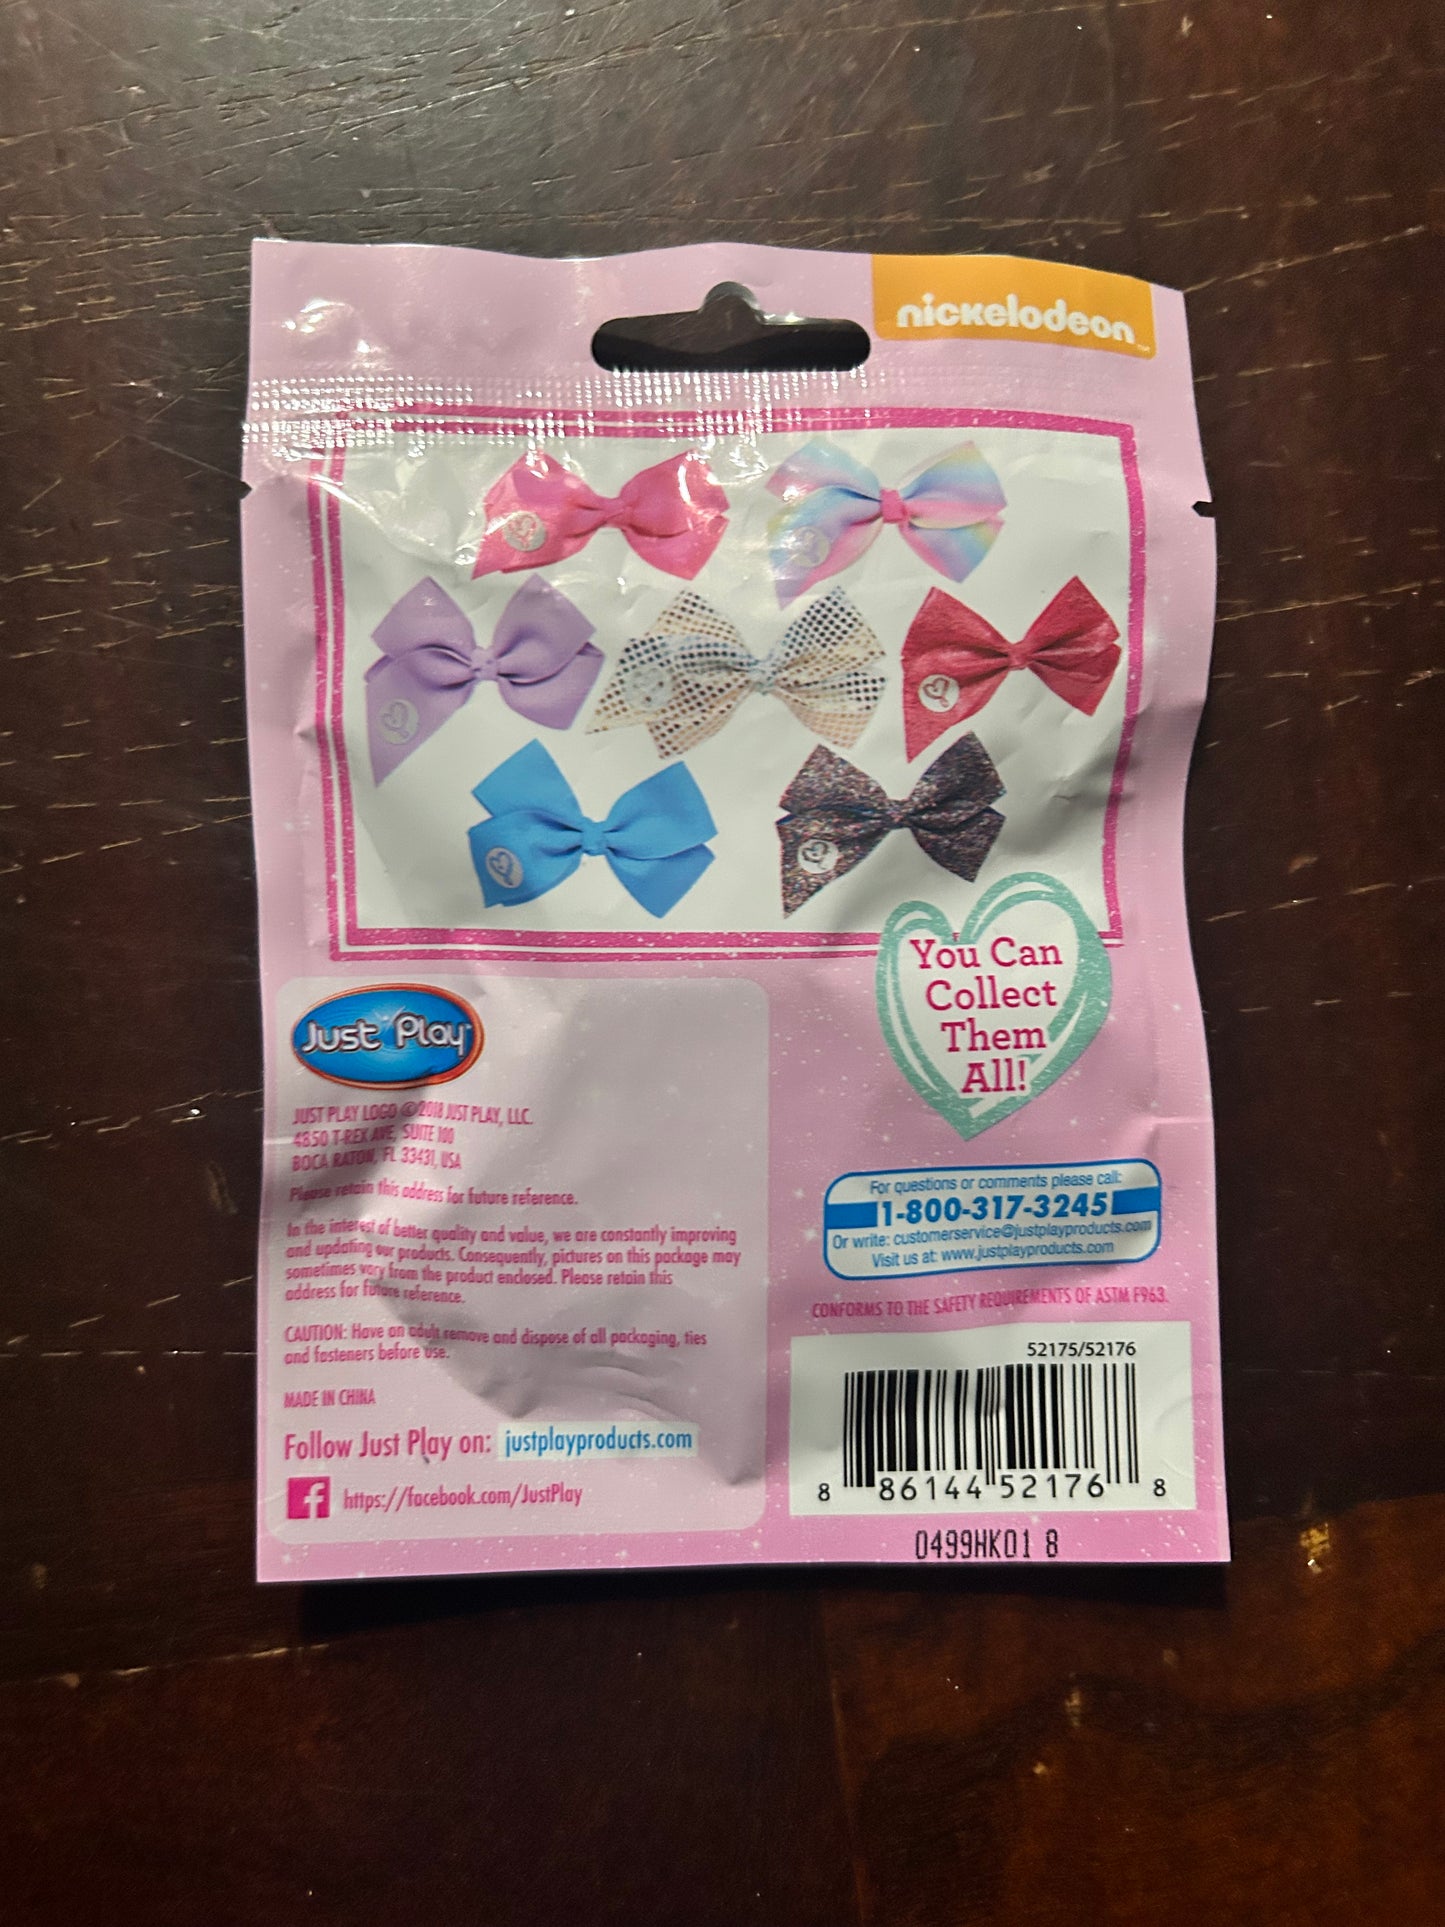 nickelodeon™
You Can
Collect
Them
All!
Just Play™
JUST PLAY LOGO ©2018 JUST PLAY, LLC.
4850 T-REX AVE, SUITE 100
BOCA RATON, FL 33431, USA
Please retain this address for future reference.
In the interest of better quality and value, we are constantly improving
and updating our products. Consequently, pictures on this package may
sometimes vary from the product enclosed. Please retain this
address for future reference.
CAUTION: Have an adult remove and dispose of all packaging, ties
and fasteners before use.
MADE IN CHINA
Follow Just Play on: justplayproducts.com
f https://facebook.com/JustPlay
For questions or comments please call:
1-800-317-3245
Or write: customerservice@justplayproducts.com
Visit us at: www.justplayproducts.com
CONFORMS TO THE SAFETY REQUIREMENTS OF ASTM F963.
52175/52176
8 86144 52176 8
0499HK01 8